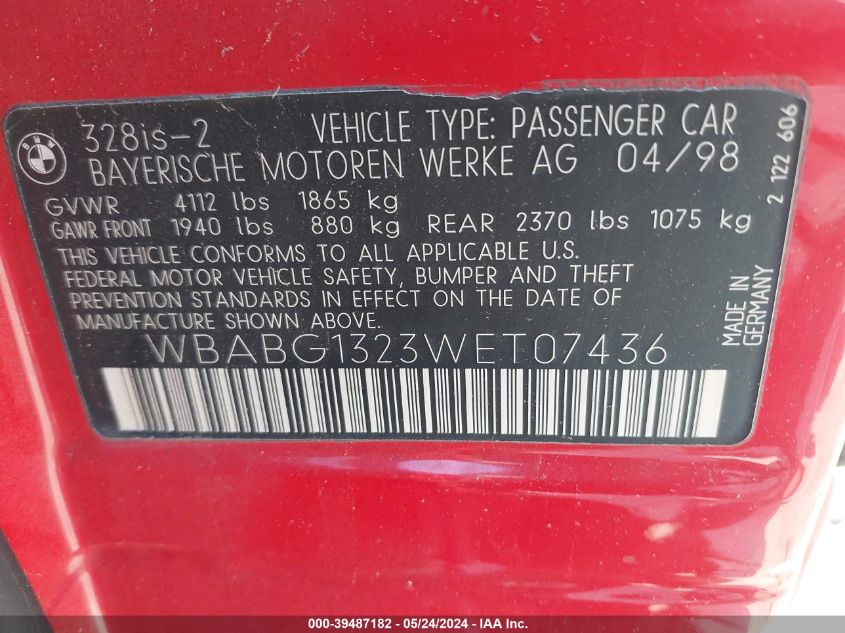 BMW
328is-2 VEHICLE TYPE: PASSENGER CAR
BAYERISCHE MOTOREN WERKE AG 04/98
GVWR 4112 lbs 1865 kg
GAWR FRONT 1940 lbs 880 kg REAR 2370 lbs 1075 kg
THIS VEHICLE CONFORMS TO ALL APPLICABLE U.S.
FEDERAL MOTOR VEHICLE SAFETY, BUMPER AND THEFT
PREVENTION STANDARDS IN EFFECT ON THE DATE OF
MANUFACTURE SHOWN ABOVE.
WBABG1323WET07436
MADE IN
GERMANY
2 122 606
000-39487182 - 05/24/2024 - IAA Inc.